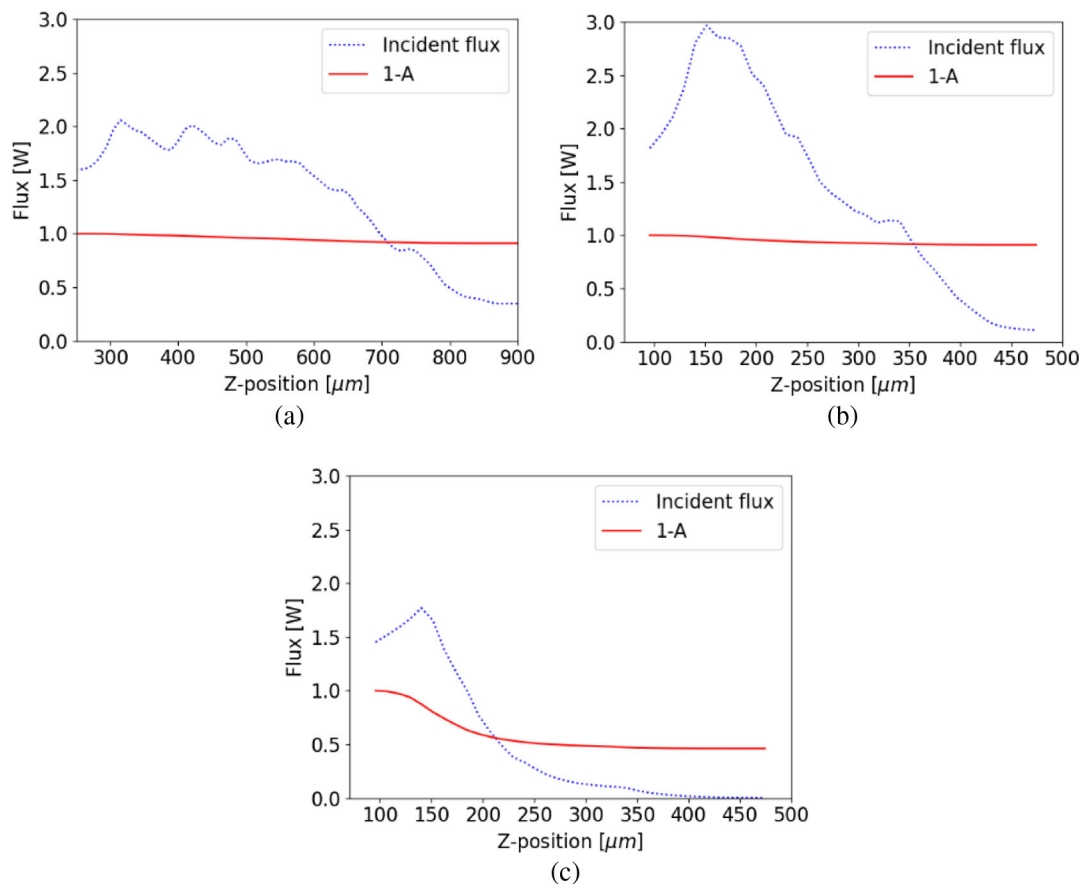 3.0
2.5
2.0
1.5
1.0
0.5
0.0
Flux [W]
Incident flux
1-A
300 400 500 600 700 800 900
Z-position [μm]
(a)
3.0
2.5
2.0
1.5
1.0
0.5
0.0
Flux [W]
Incident flux
1-A
100 150 200 250 300 350 400 450 500
Z-position [μm]
(b)
3.0
2.5
2.0
1.5
1.0
0.5
0.0
Flux [W]
Incident flux
1-A
100 150 200 250 300 350 400 450 500
Z-position [μm]
(c)